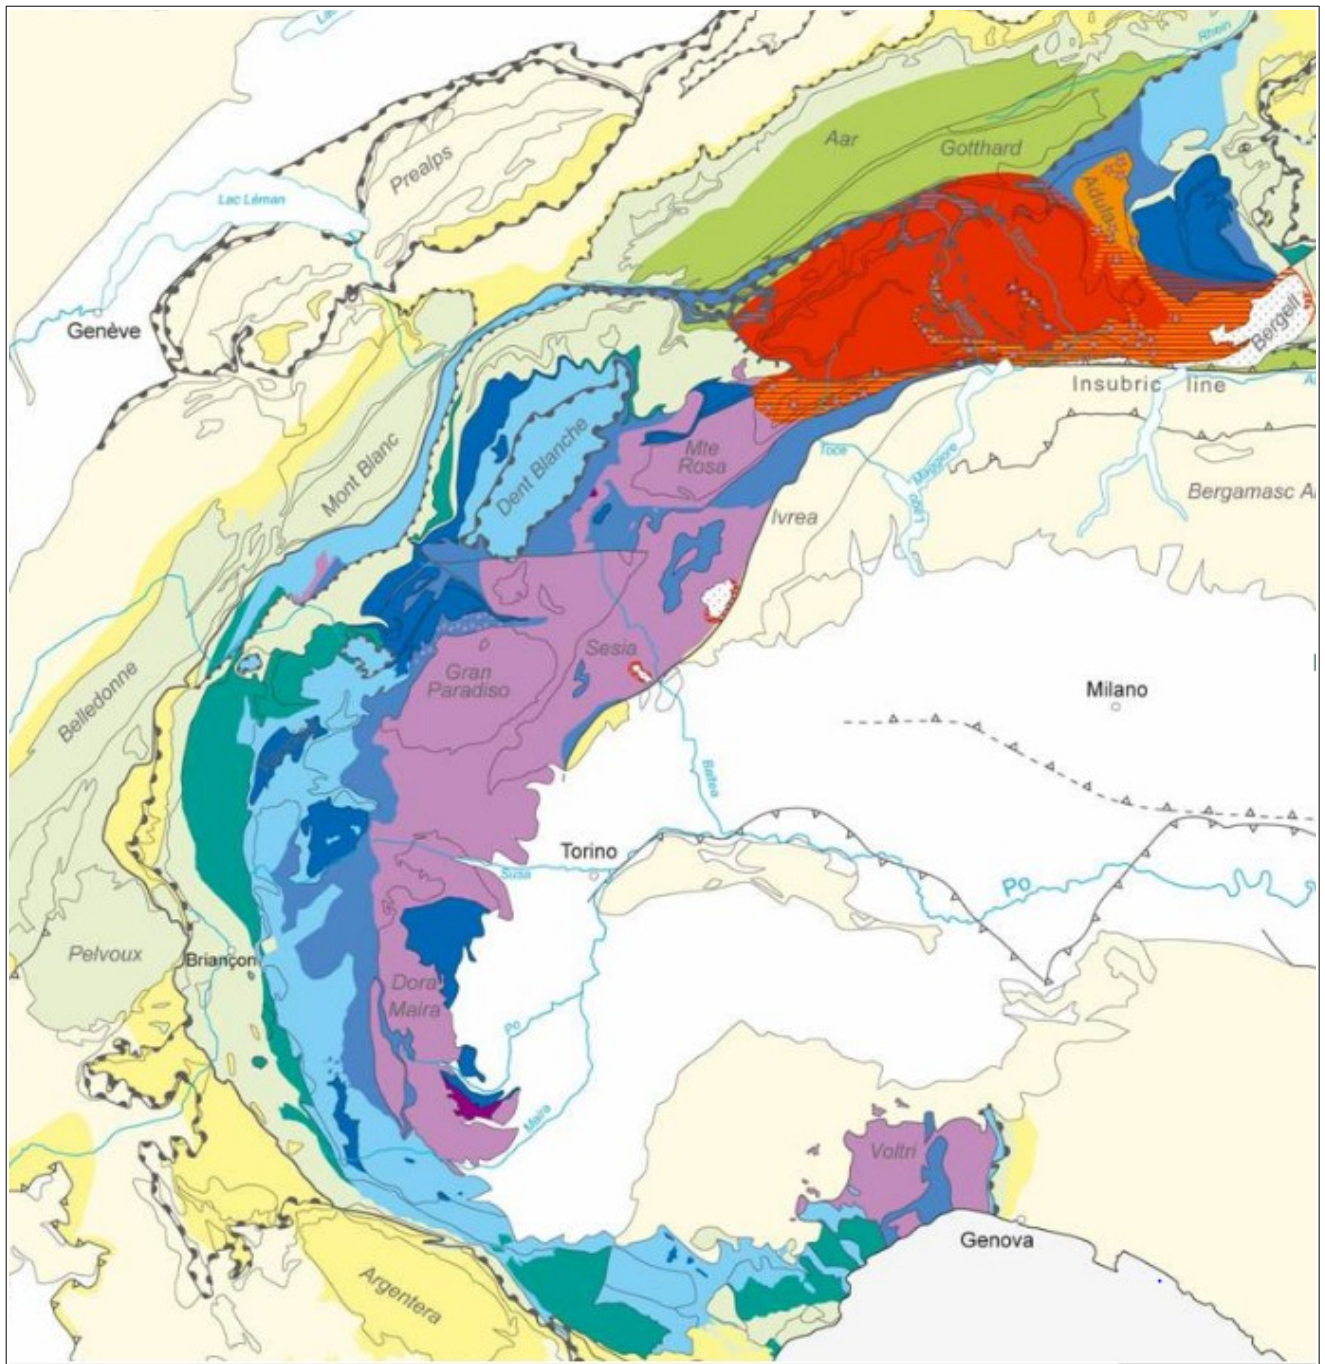 Rhein
Aar
Gotthard
Prealps
Adula
Lac Léman
Genève
Bergell
Insubric line
Mont Blanc
Dent Blanche
Mte
Rosa
Toce
Lago
Maggiore
Bergamasc A
Ivrea
Sesia
Gran
Paradiso
Belledonne
Milano
Baltea
Torino
Susa
Po
Pelvoux
Briançon
Dora
Maira
Po
Maira
Voltri
Genova
Argentera